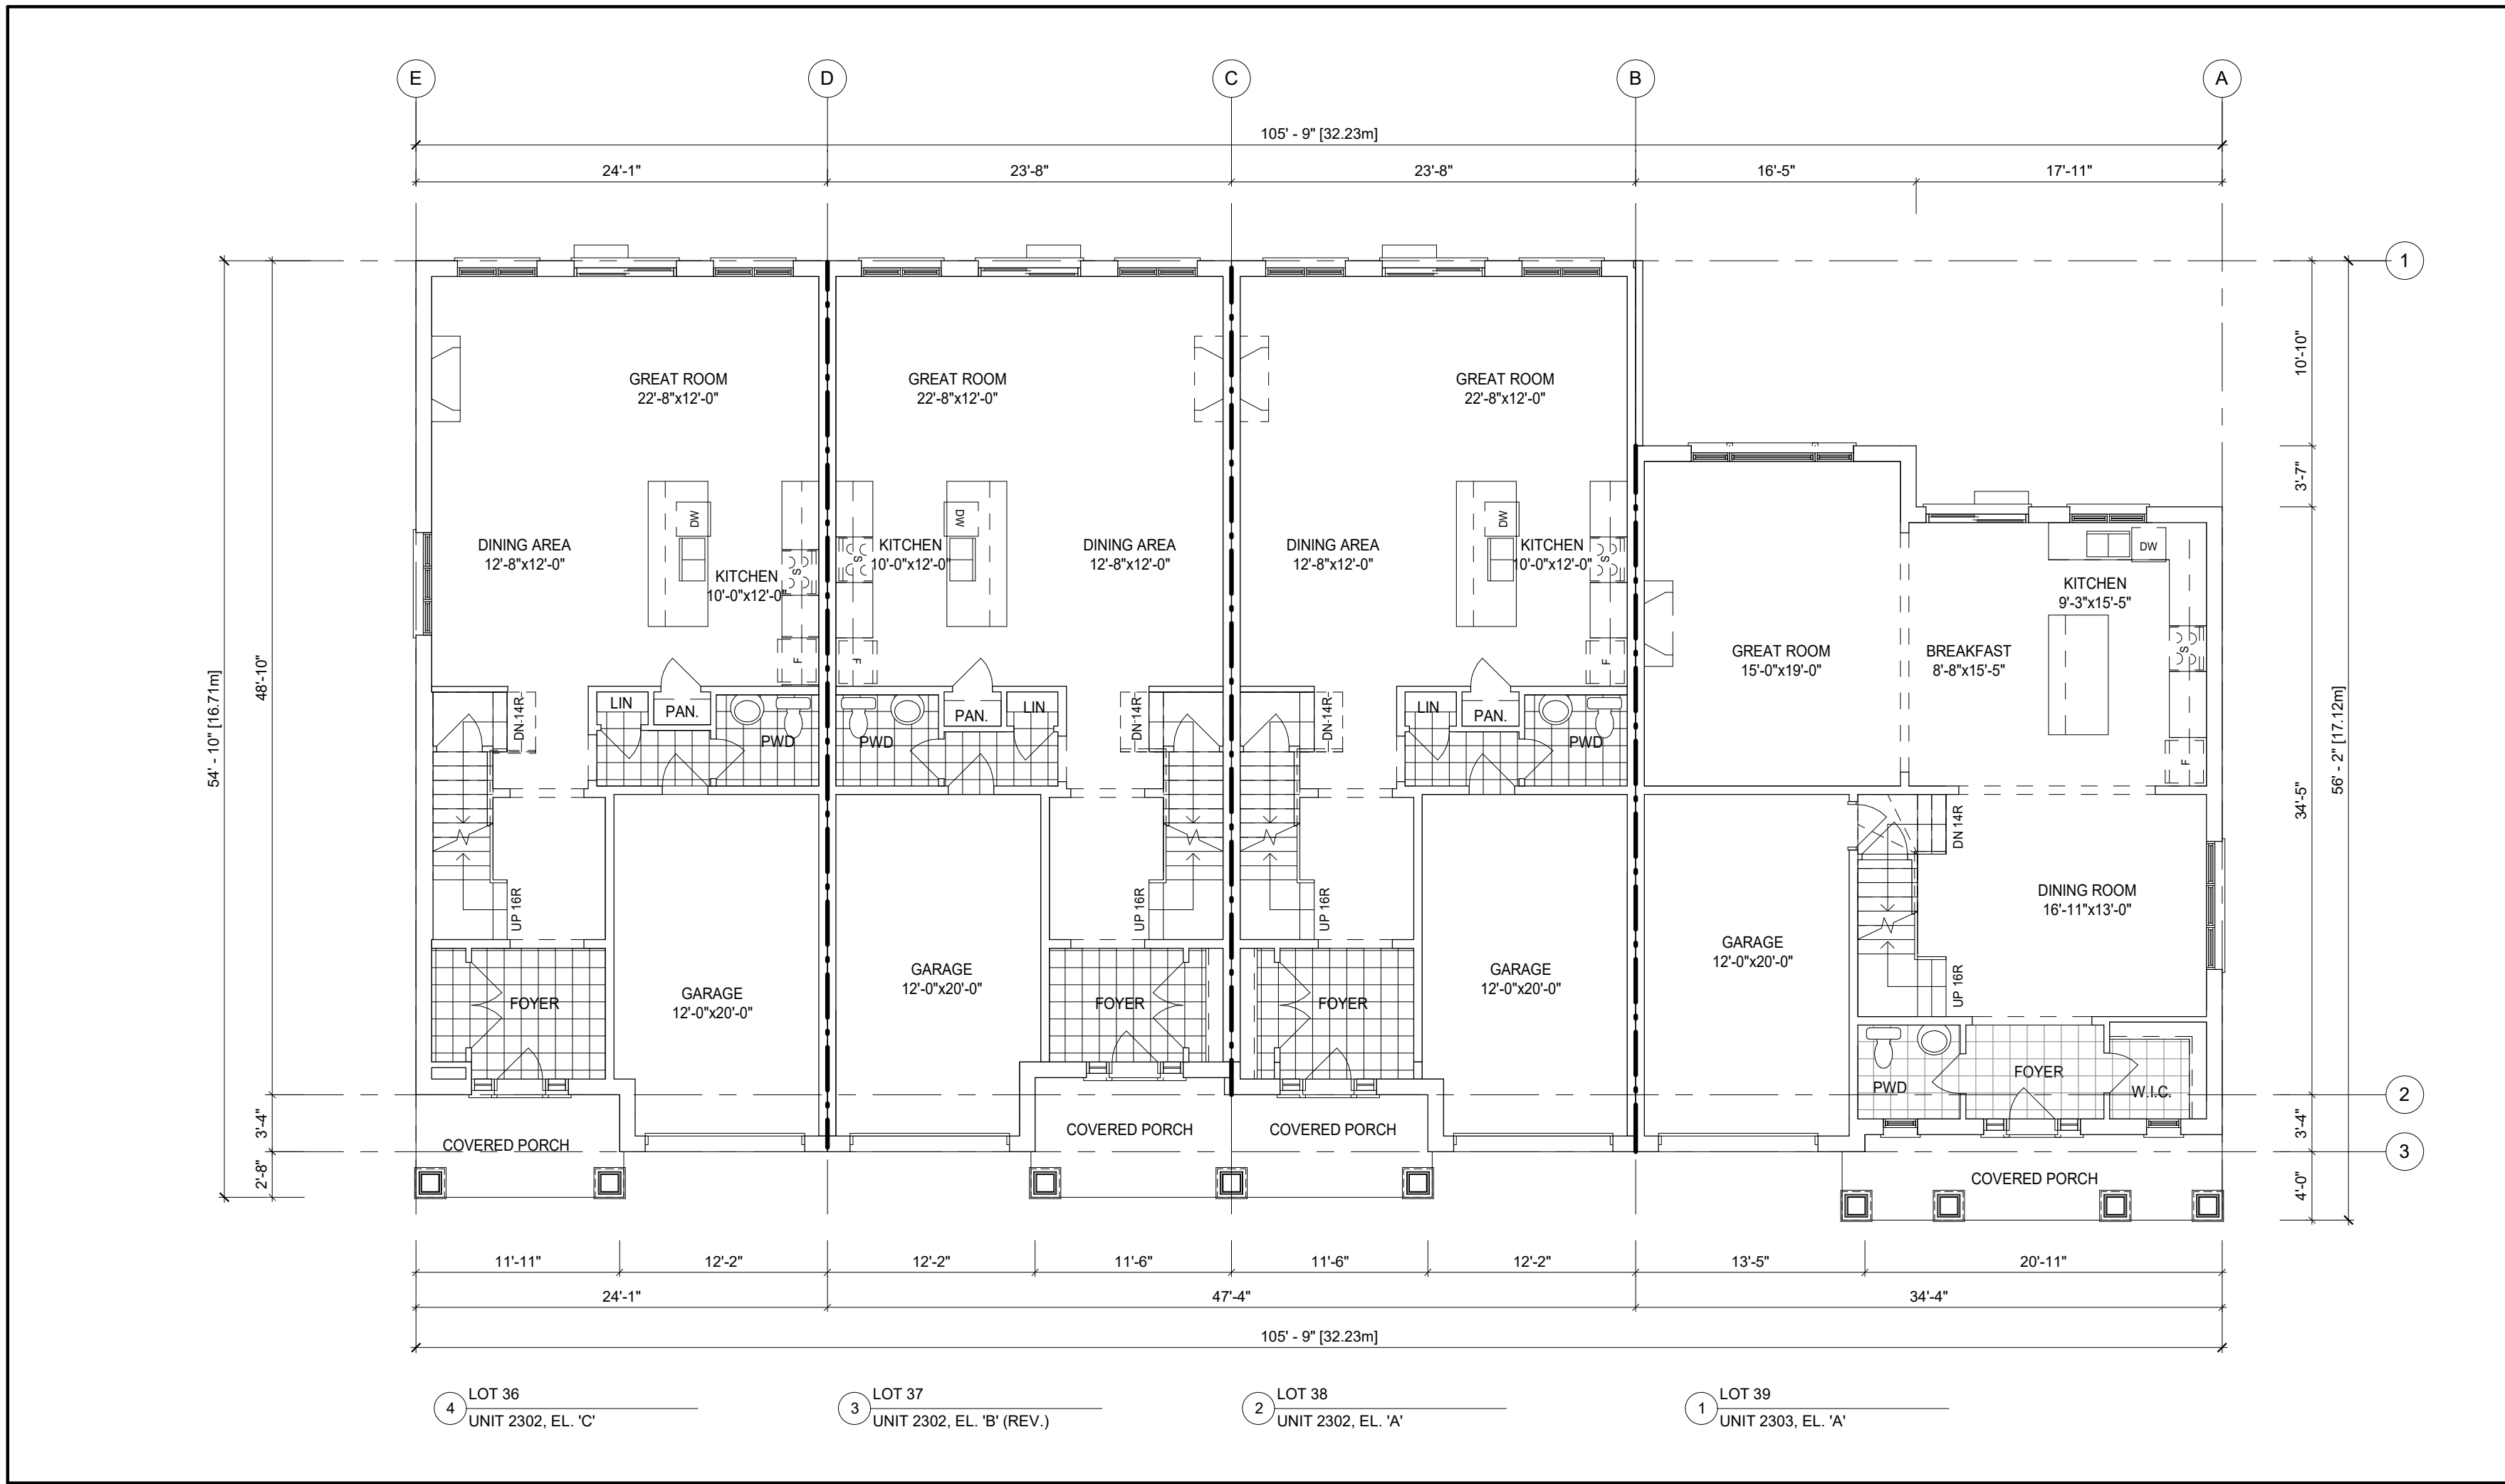 E
D
C
B
A
105' - 9" [32.23m]
24'-1"
23'-8"
23'-8"
16'-5"
17'-11"
1
2
3
54' - 10" [16.71m]
48'-10"
3'-4"
2'-8"
10'-10"
3'-7"
34'-5"
3'-4"
4'-0"
56' - 2" [17.12m]
GREAT ROOM
22'-8"x12'-0"
DINING AREA
12'-8"x12'-0"
DW
KITCHEN
10'-0"x12'-0"
S
F
LIN
PAN.
PWD
DN 14R
UP 16R
FOYER
GARAGE
12'-0"x20'-0"
COVERED PORCH
GREAT ROOM
22'-8"x12'-0"
KITCHEN
10'-0"x12'-0"
S
DW
DINING AREA
12'-8"x12'-0"
F
PWD
PAN.
LIN
DN 14R
UP 16R
GARAGE
12'-0"x20'-0"
FOYER
COVERED PORCH
GREAT ROOM
22'-8"x12'-0"
DINING AREA
12'-8"x12'-0"
DW
KITCHEN
10'-0"x12'-0"
S
F
LIN
PAN.
PWD
DN 14R
UP 16R
FOYER
GARAGE
12'-0"x20'-0"
COVERED PORCH
DW
KITCHEN
9'-3"x15'-5"
GREAT ROOM
15'-0"x19'-0"
BREAKFAST
8'-8"x15'-5"
S
F
DN 14R
DINING ROOM
16'-11"x13'-0"
GARAGE
12'-0"x20'-0"
UP 16R
PWD
FOYER
W.I.C.
COVERED PORCH
11'-11"
12'-2"
12'-2"
11'-6"
11'-6"
12'-2"
13'-5"
20'-11"
24'-1"
47'-4"
34'-4"
105' - 9" [32.23m]
4
LOT 36
UNIT 2302, EL. 'C'
3
LOT 37
UNIT 2302, EL. 'B' (REV.)
2
LOT 38
UNIT 2302, EL. 'A'
1
LOT 39
UNIT 2303, EL. 'A'